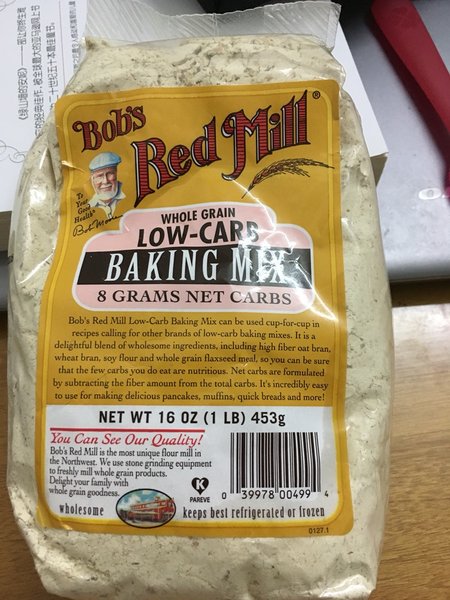 《绿山墙的安妮》
Bob's
Red Mill®
To
Your
Good
Health
Bob Moore
WHOLE GRAIN
LOW-CARB
BAKING MIX
8 GRAMS NET CARBS
Bob's Red Mill Low-Carb Baking Mix can be used cup-for-cup in
recipes calling for other brands of low-carb baking mixes. It is a
delightful blend of wholesome ingredients, including high fiber oat bran,
wheat bran, soy flour and whole grain flaxseed meal, so you can be sure
that the few carbs you do eat are nutritious. Net carbs are formulated
by subtracting the fiber amount from the total carbs. It's incredibly easy
to use for making delicious pancakes, muffins, quick breads and more!
NET WT 16 OZ (1 LB) 453g
You Can See Our Quality!
Bob's Red Mill is the most unique flour mill in
the Northwest. We use stone grinding equipment
to freshly mill whole grain products.
Delight your family with
whole grain goodness.
K
PAREVE
0 39978 00499 4
wholesome
keeps best refrigerated or frozen
0127.1